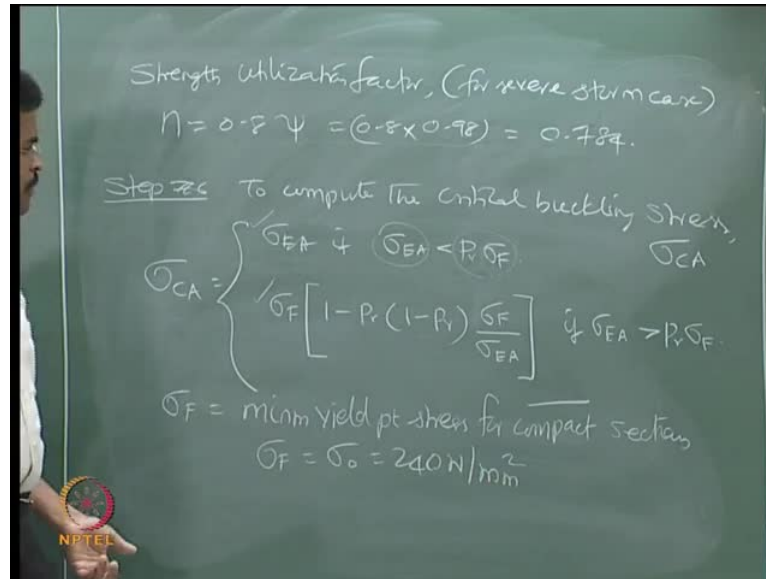 Strength utilization factor, (for severe storm case)
η = 0.8 ψ = (0.8 x 0.98) = 0.784.
Step #6 To compute the critical buckling stress,
σCA
σCA = { σEA if σEA < Pr σF
σF [1 - Pr (1 - Pr) σF / σEA] if σEA > Pr σF.
σF = minm yield pt stress for compact section,
σF = σ0 = 240 N/mm²
NPTEL